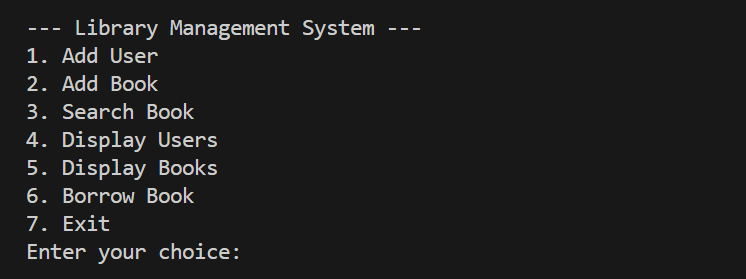 --- Library Management System ---
1. Add User
2. Add Book
3. Search Book
4. Display Users
5. Display Books
6. Borrow Book
7. Exit
Enter your choice: